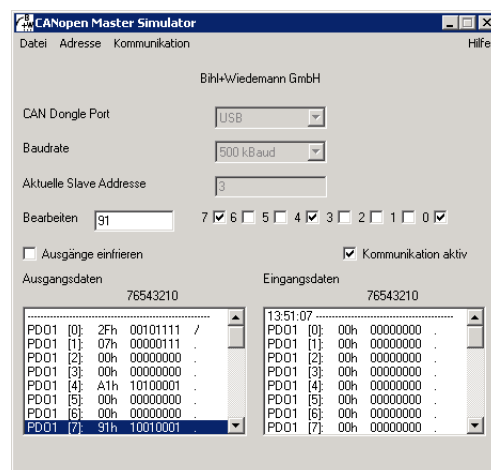 CANopen Master Simulator
Datei Adresse Kommunikation Hilfe
Bihl+Wiedemann GmbH
CAN Dongle Port USB
Baudrate 500 kBaud
Aktuelle Slave Addresse 3
Bearbeiten 91 7 6 5 4 3 2 1 0
Ausgänge einfrieren Kommunikation aktiv
Ausgangsdaten Eingangsdaten
76543210 76543210
---------------------------------------- 13:51:07 ----------------------------
PDO1 [0]: 2Fh 00101111 / PDO1 [0]: 00h 00000000 .
PDO1 [1]: 07h 00000111 . PDO1 [1]: 00h 00000000 .
PDO1 [2]: 00h 00000000 . PDO1 [2]: 00h 00000000 .
PDO1 [3]: 00h 00000000 . PDO1 [3]: 00h 00000000 .
PDO1 [4]: A1h 10100001 . PDO1 [4]: 00h 00000000 .
PDO1 [5]: 00h 00000000 . PDO1 [5]: 00h 00000000 .
PDO1 [6]: 00h 00000000 . PDO1 [6]: 00h 00000000 .
PDO1 [7]: 91h 10010001 . PDO1 [7]: 00h 00000000 .